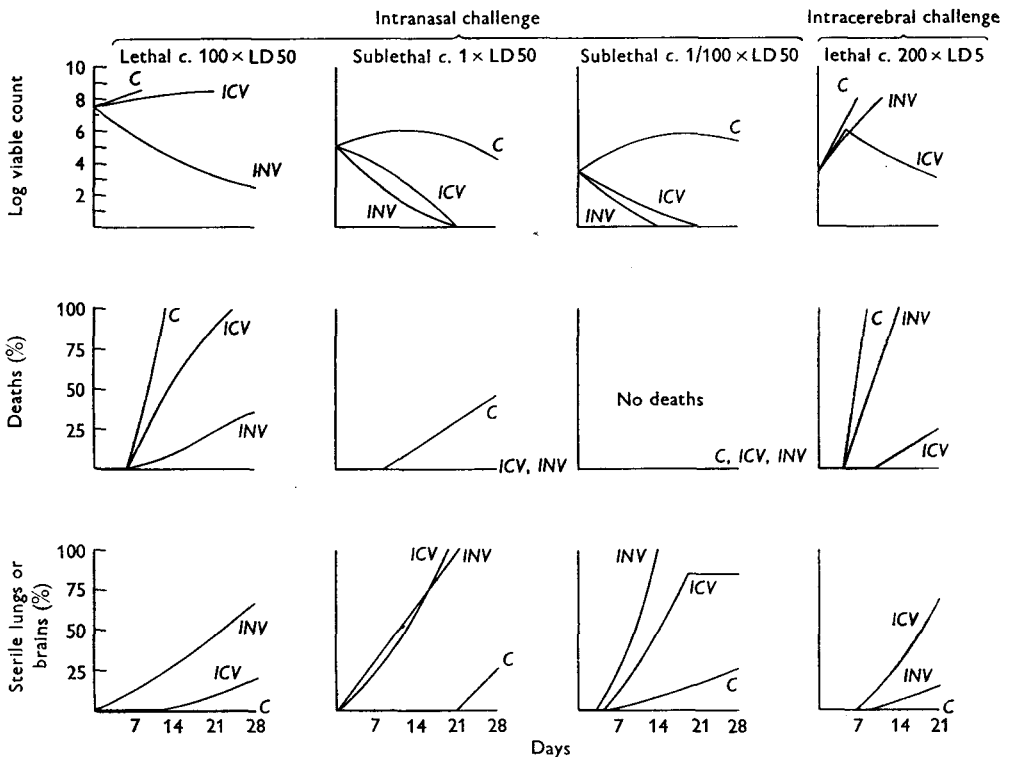 Intranasal challenge
Intracerebral challenge
Lethal c. 100 × LD 50
Sublethal c. 1 × LD 50
Sublethal c. 1/100 × LD 50
lethal c. 200 × LD 5
Log viable count
10
8
6
4
2
C
ICV
INV
C
ICV
INV
C
ICV
INV
C
INV
ICV
Deaths (%)
100
75
50
25
C
ICV
INV
C
ICV, INV
No deaths
C, ICV, INV
C
INV
ICV
Sterile lungs or
brains (%)
100
75
50
25
INV
ICV
C
ICV
INV
C
INV
ICV
C
ICV
INV
C
7 14 21 28
7 14 21 28
7 14 21 28
7 14 21
Days